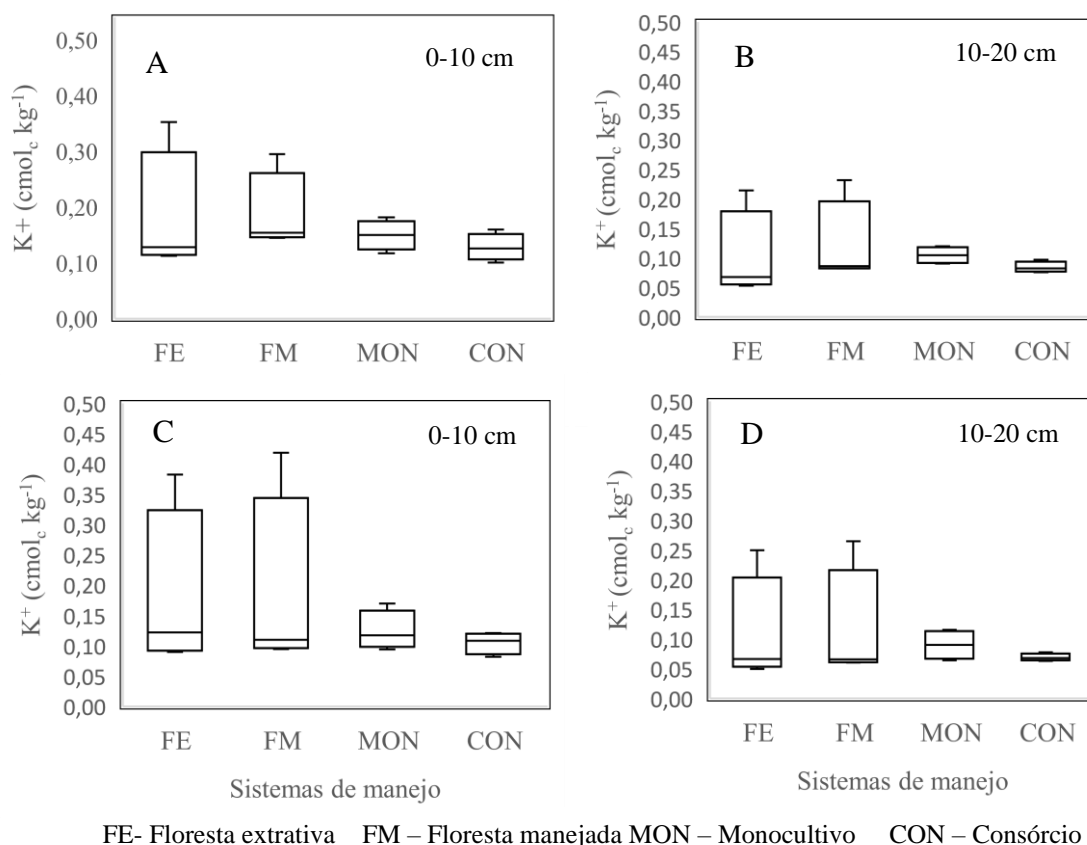 K+ (cmolc kg-1)
0,50
0,40
0,30
0,20
0,10
0,00
A
0-10 cm
FE FM MON CON
K+ (cmolc kg-1)
0,50
0,45
0,40
0,35
0,30
0,25
0,20
0,15
0,10
0,05
0,00
B
10-20 cm
FE FM MON CON
K+ (cmolc kg-1)
0,50
0,45
0,40
0,35
0,30
0,25
0,20
0,15
0,10
0,05
0,00
C
0-10 cm
FE FM MON CON
Sistemas de manejo
K+ (cmolc kg-1)
0,50
0,45
0,40
0,35
0,30
0,25
0,20
0,15
0,10
0,05
0,00
D
10-20 cm
FE FM MON CON
Sistemas de manejo
FE- Floresta extrativa FM – Floresta manejada MON – Monocultivo CON – Consórcio